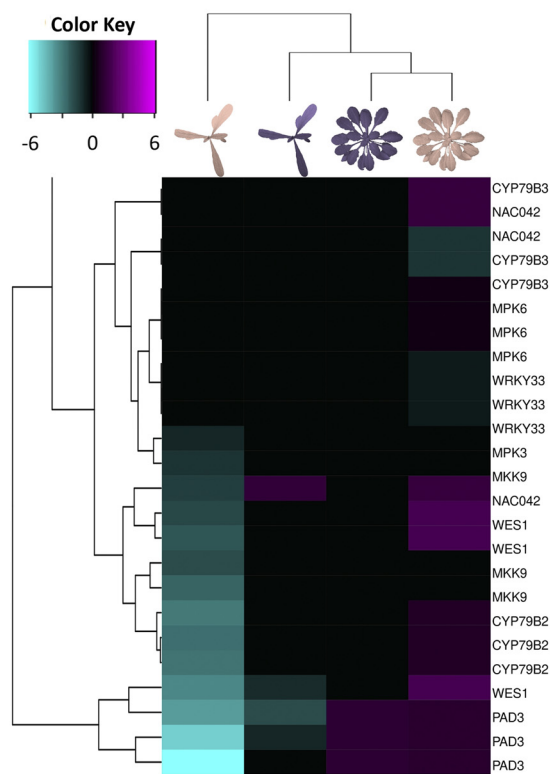 Color Key
-6 0 6
CYP79B3
NAC042
NAC042
CYP79B3
CYP79B3
MPK6
MPK6
MPK6
WRKY33
WRKY33
WRKY33
MPK3
MKK9
NAC042
WES1
WES1
MKK9
MKK9
CYP79B2
CYP79B2
CYP79B2
WES1
PAD3
PAD3
PAD3